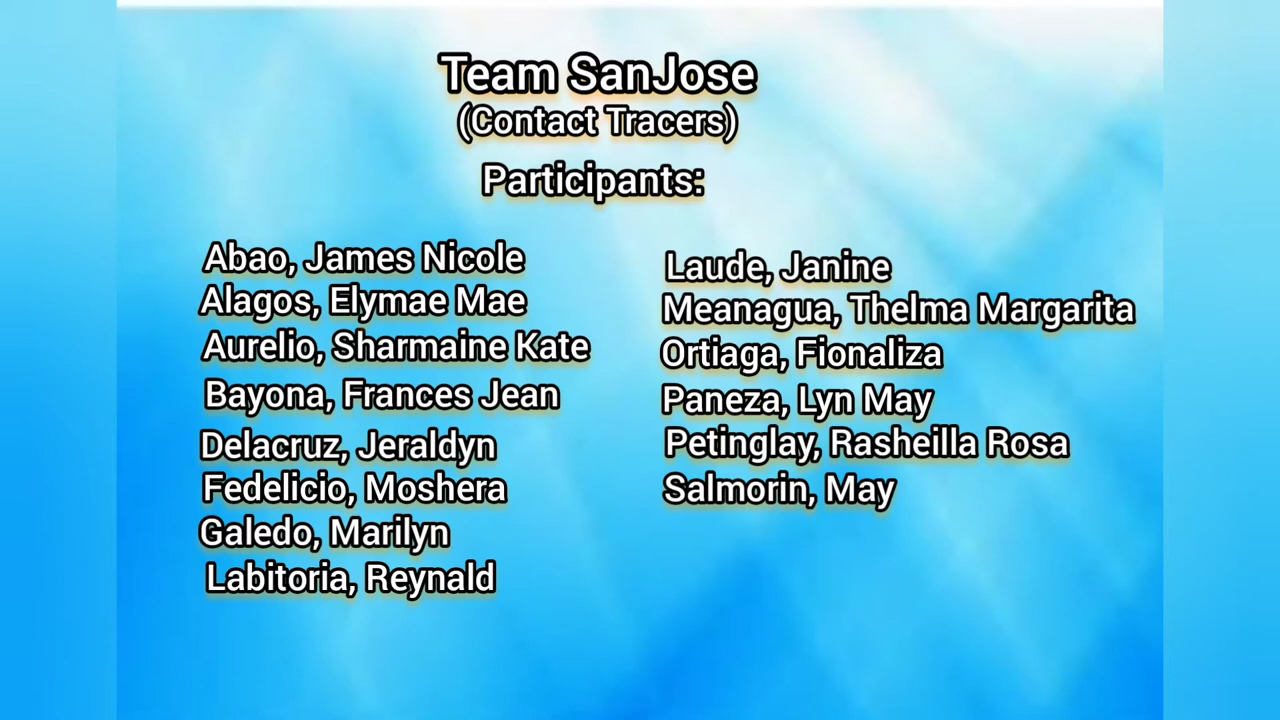 Team SanJose
(Contact Tracers)
Participants:
Abao, James Nicole
Alagos, Elymae Mae
Aurelio, Sharmaine Kate
Bayona, Frances Jean
Delacruz, Jeraldyn
Fedelicio, Moshera
Galedo, Marilyn
Labitoria, Reynald
Laude, Janine
Meanagua, Thelma Margarita
Ortiaga, Fionaliza
Paneza, Lyn May
Petinglay, Rasheilla Rosa
Salmorin, May